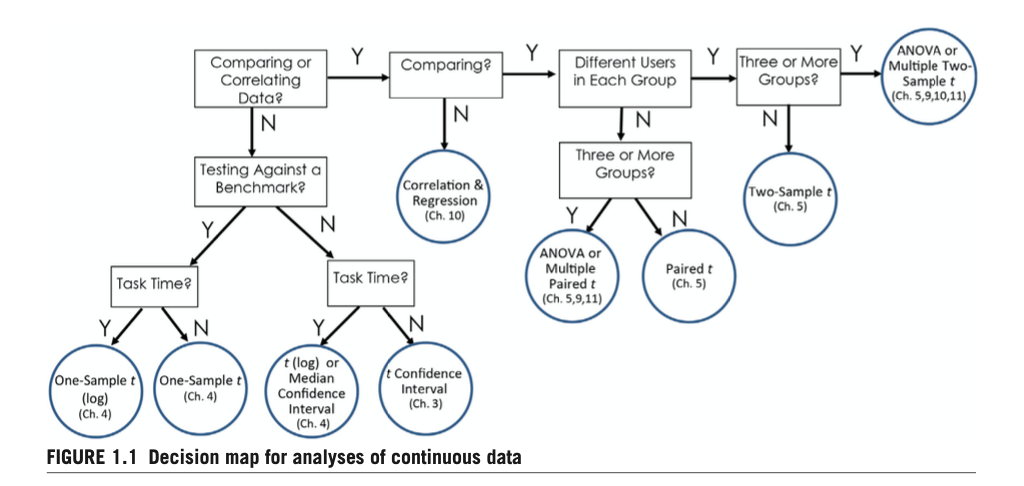 Comparing or
Correlating
Data?
Y
Comparing?
Y
Different Users
in Each Group
Y
Three or More
Groups?
Y
ANOVA or
Multiple Two-
Sample t
(Ch. 5,9,10,11)
N
N
N
N
Testing Against a
Benchmark?
Correlation &
Regression
(Ch. 10)
Three or More
Groups?
Two-Sample t
(Ch. 5)
Y
N
Y
N
Task Time?
Task Time?
ANOVA or
Multiple
Paired t
(Ch. 5,9,11)
Paired t
(Ch. 5)
Y
N
Y
N
One-Sample t
(log)
(Ch. 4)
One-Sample t
(Ch. 4)
t (log) or
Median
Confidence
Interval
(Ch. 4)
t Confidence
Interval
(Ch. 3)
FIGURE 1.1 Decision map for analyses of continuous data